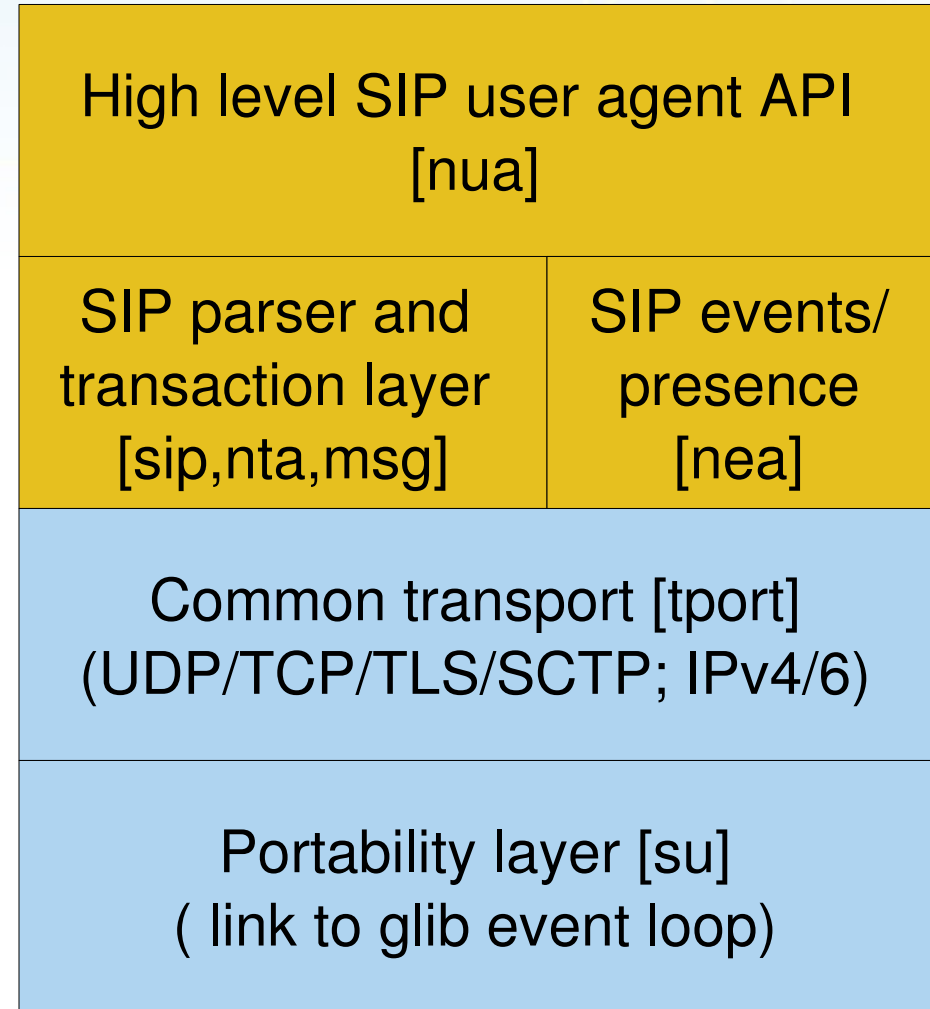 High level SIP user agent API
[nua]
SIP parser and
transaction layer
[sip,nta,msg]
SIP events/
presence
[nea]
Common transport [tport]
(UDP/TCP/TLS/SCTP; IPv4/6)
Portability layer [su]
( link to glib event loop)